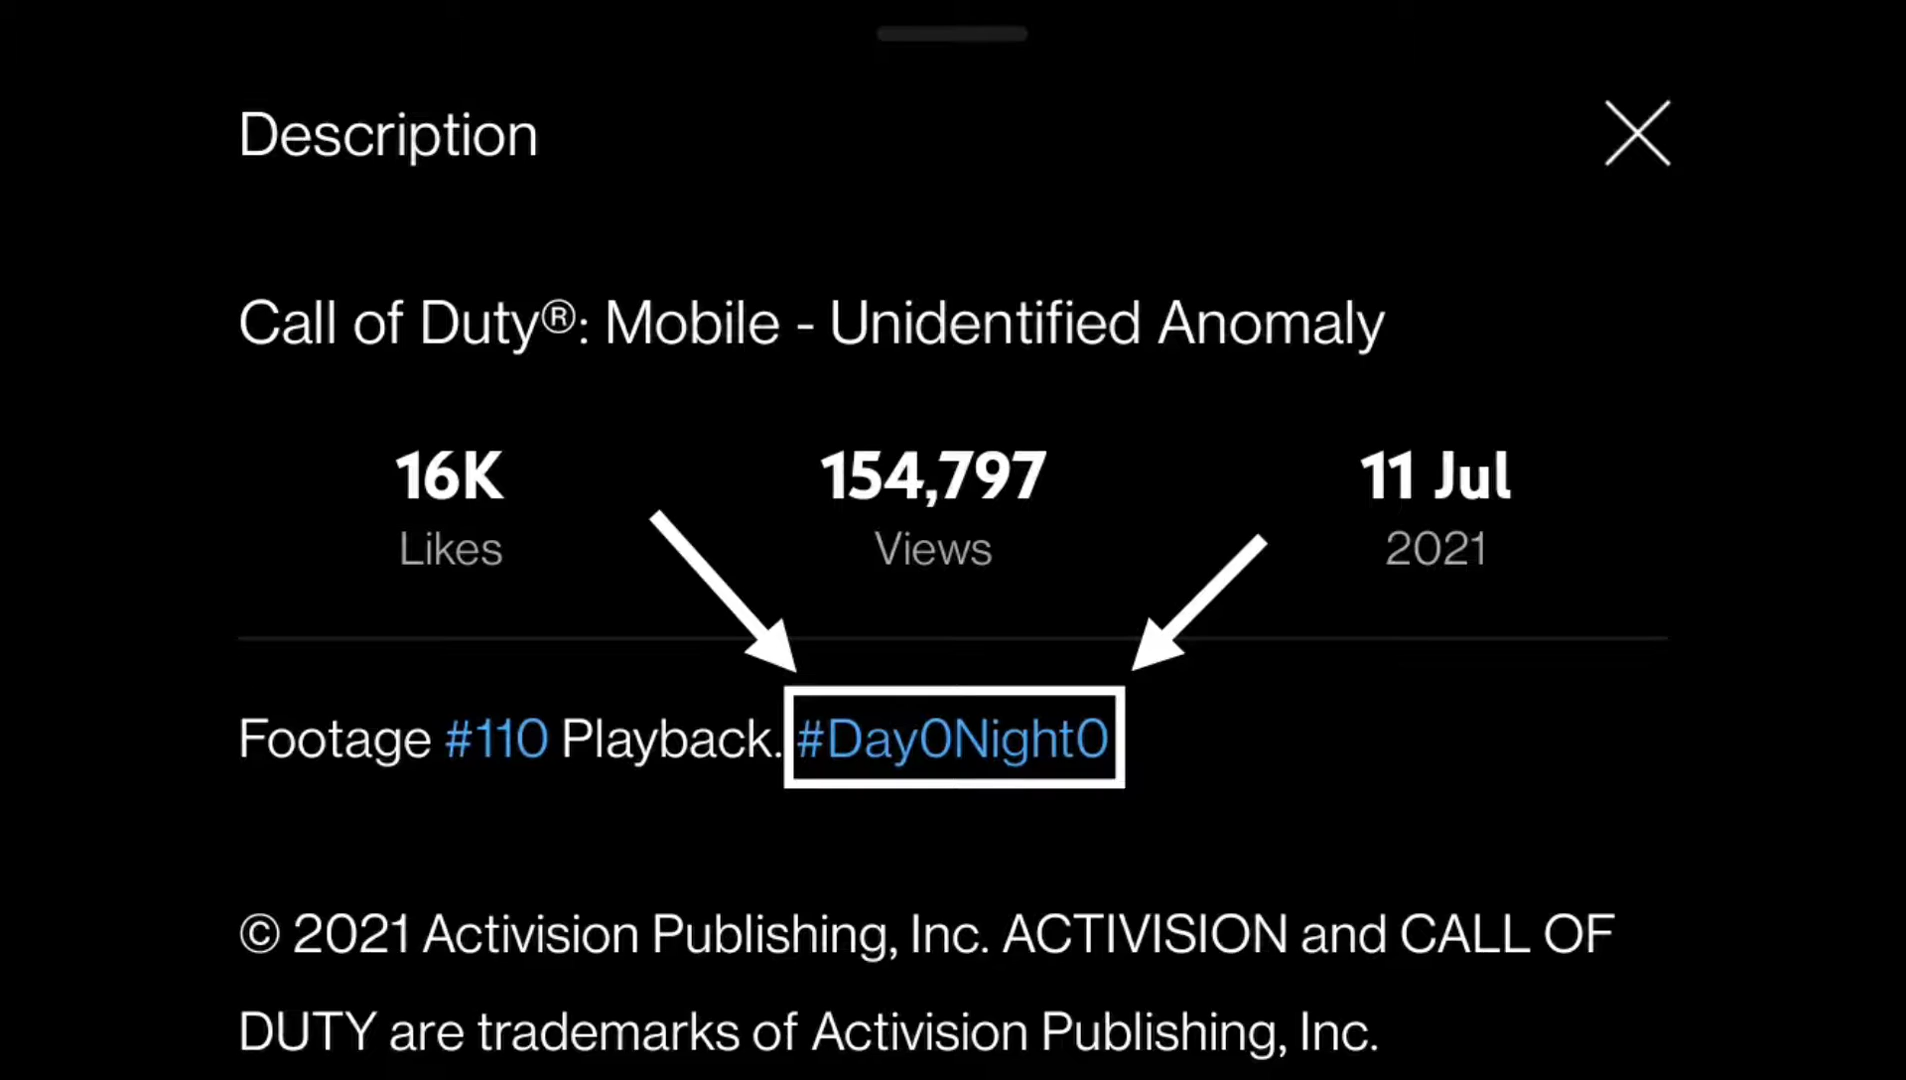 Description
Call of Duty®: Mobile - Unidentified Anomaly
16K 154,797 11 Jul
Likes Views 2021
Footage #110 Playback. #Day0Night0
© 2021 Activision Publishing, Inc. ACTIVISION and CALL OF
DUTY are trademarks of Activision Publishing, Inc.